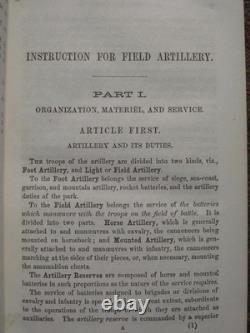 INSTRUCTION FOR FIELD ARTILLERY.
PART I.
ORGANIZATION, MATERIÉL, AND SERVICE.
ARTICLE FIRST.
ARTILLERY AND ITS DUTIES.
THE troops of the artillery are divided into two kinds, viz.,
Foot Artillery, and Light or Field Artillery.
To the Foot Artillery belongs the service of siege, sea-coast,
garrison, and mountain artillery, rocket batteries, and the artillery
duties of the park.
To the Field Artillery belongs the service of the batteries
which manœuvre with the troops on the field of battle. It
is divided into two parts. Horse Artillery, which is generally
attached to and manœuvres with cavalry, the cannoneers
being mounted on horseback; and Mounted Artillery, which is gen-
erally attached to and manœuvres with infantry, the cannoneers
marching at the sides of their pieces, or, when necessary, mounting
the ammunition chests.
The Artillery Reserves are composed of horse and mounted
batteries in such proportions as the nature of the service requires.
The service of batteries assigned to brigades and divisions of
cavalry and infantry is special, and, to a great extent, subordinate
to the operations of the troops to which they are attached as
auxiliaries. The artillery reserve is commanded by a superior
A (1)